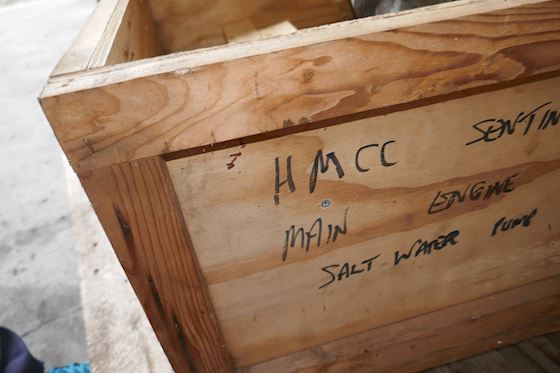 HMCC SENTIN
MAIN ENGINE
SALT WATER PUMP